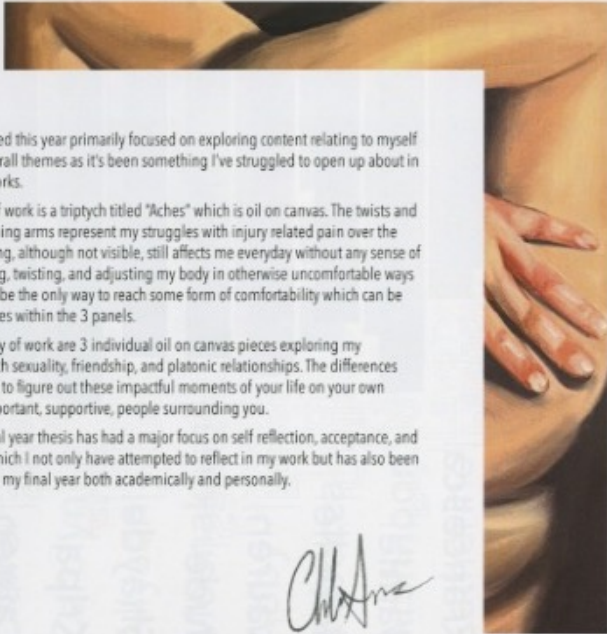 ed this year primarily focused on exploring content relating to myself
rall themes as it's been something I've struggled to open up about in
rks.
f work is a triptych titled "Aches" which is oil on canvas. The twists and
ing arms represent my struggles with injury related pain over the
ng, although not visible, still affects me everyday without any sense of
g, twisting, and adjusting my body in otherwise uncomfortable ways
be the only way to reach some form of comfortability which can be
es within the 3 panels.
y of work are 3 individual oil on canvas pieces exploring my
h sexuality, friendship, and platonic relationships. The differences
to figure out these impactful moments of your life on your own
portant, supportive, people surrounding you.
al year thesis has had a major focus on self reflection, acceptance, and
hich I not only have attempted to reflect in my work but has also been
my final year both academically and personally.